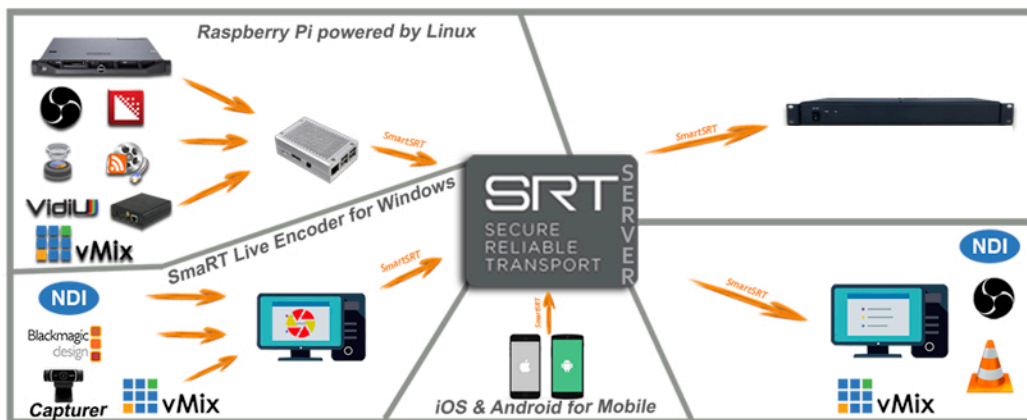 Raspberry Pi powered by Linux
SmartSRT
VidiU
vMix
SmaRT Live Encoder for Windows
SmartSRT
SRT
SECURE
RELIABLE
TRANSPORT
SERVER
SmartSRT
NDI
Blackmagic
design
Capturer
vMix
SmartSRT
iOS & Android for Mobile
SmartSRT
NDI
vMix